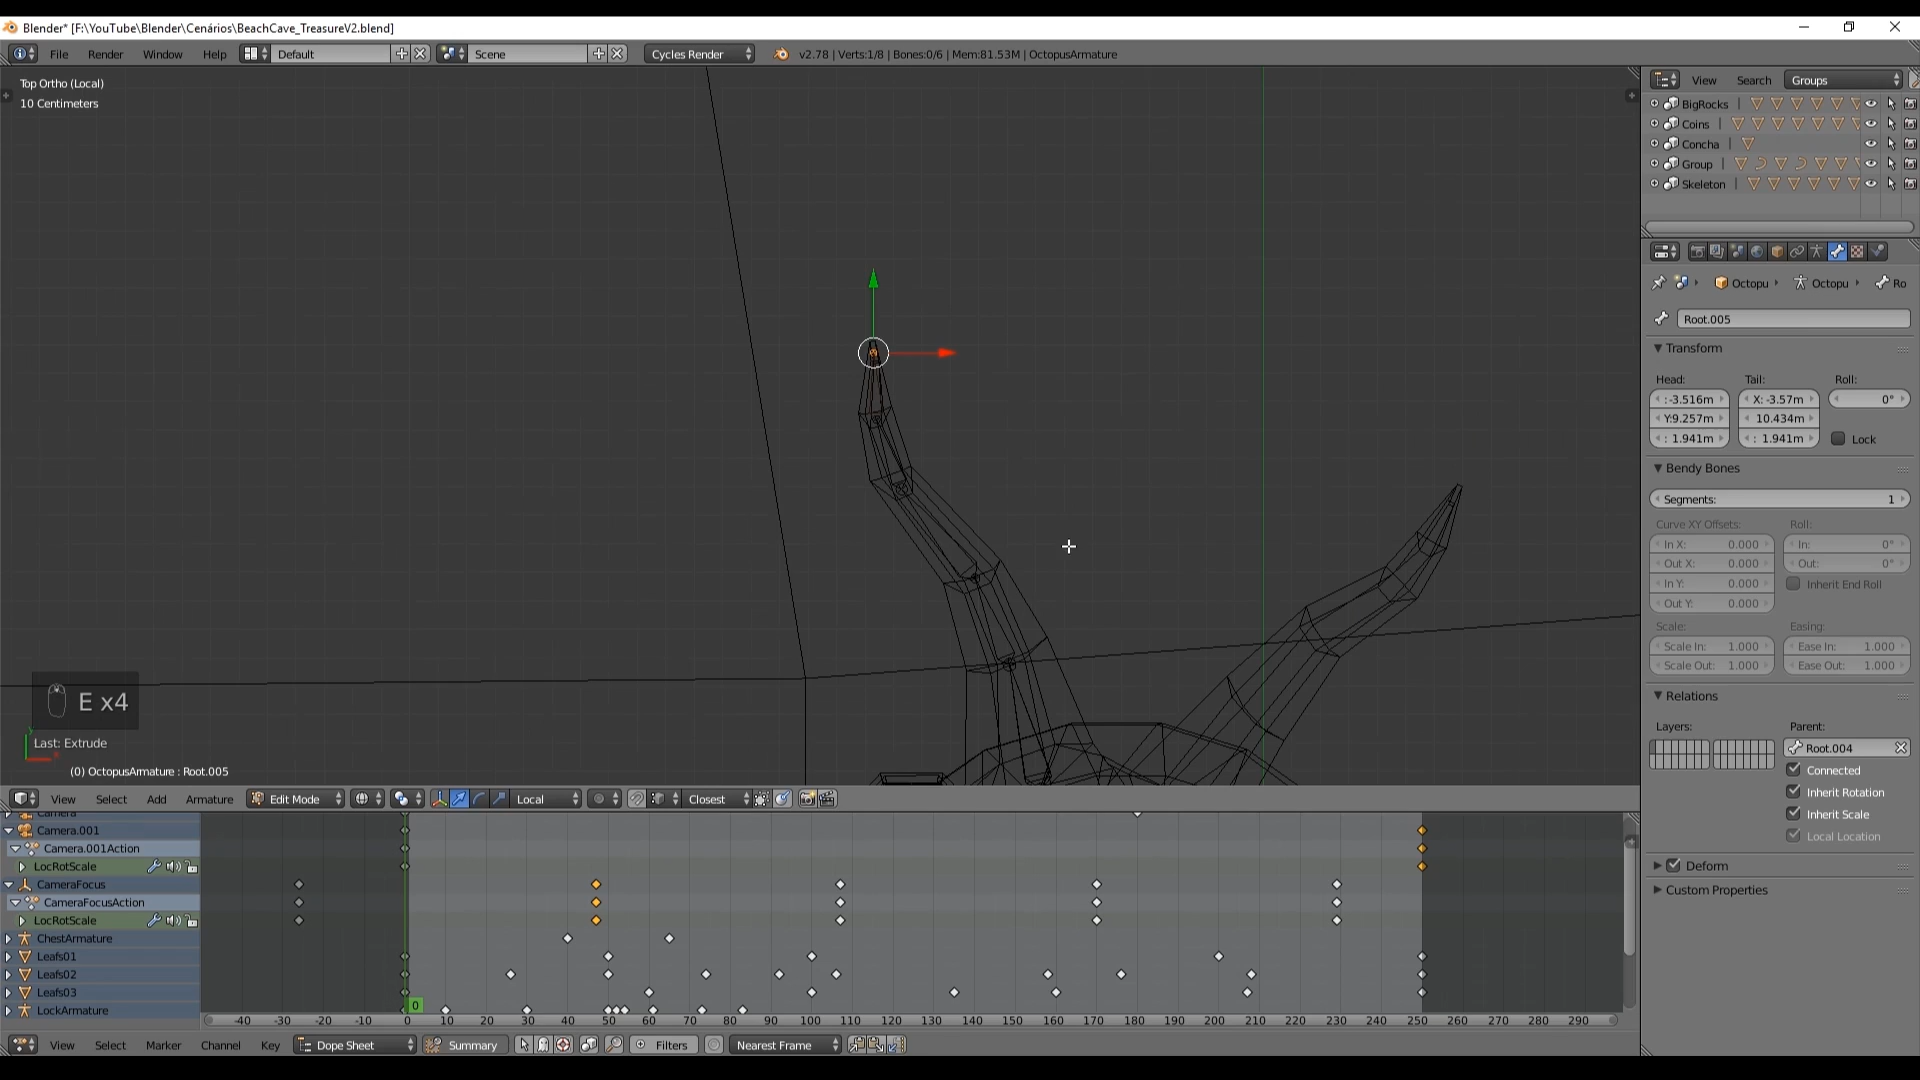 Blender* [F:\YouTube\Blender\Cenários\BeachCave_TreasureV2.blend]
File Render Window Help Default Scene Cycles Render v2.78 | Verts:1/8 | Bones:0/6 | Mem:81.53M | OctopusArmature
Top Ortho (Local)
10 Centimeters
E x4
Last: Extrude
(0) OctopusArmature : Root.005
View Select Add Armature Edit Mode Local Closest
View Search Groups
BigRocks
Coins
Concha
Group
Skeleton
Octopu Octopu Ro
Root.005
Transform
Head: Tail: Roll:
:-3.516m X: -3.57m 0°
Y:9.257m 10.434m
: 1.941m : 1.941m Lock
Bendy Bones
Segments: 1
Curve XY Offsets: Roll:
In X: 0.000 In: 0°
Out X: 0.000 Out: 0°
In Y: 0.000 Inherit End Roll
Out Y: 0.000
Scale: Easing:
Scale In: 1.000 Ease In: 1.000
Scale Out: 1.000 Ease Out: 1.000
Relations
Layers: Parent:
Root.004
Connected
Inherit Rotation
Inherit Scale
Local Location
Deform
Custom Properties
Camera
Camera.001
Camera.001Action
LocRotScale
CameraFocus
CameraFocusAction
LocRotScale
ChestArmature
Leafs01
Leafs02
Leafs03
LockArmature
0
-40 -30 -20 -10 0 10 20 30 40 50 60 70 80 90 100 110 120 130 140 150 160 170 180 190 200 210 220 230 240 250 260 270 280 290
View Select Marker Channel Key Dope Sheet Summary Filters Nearest Frame